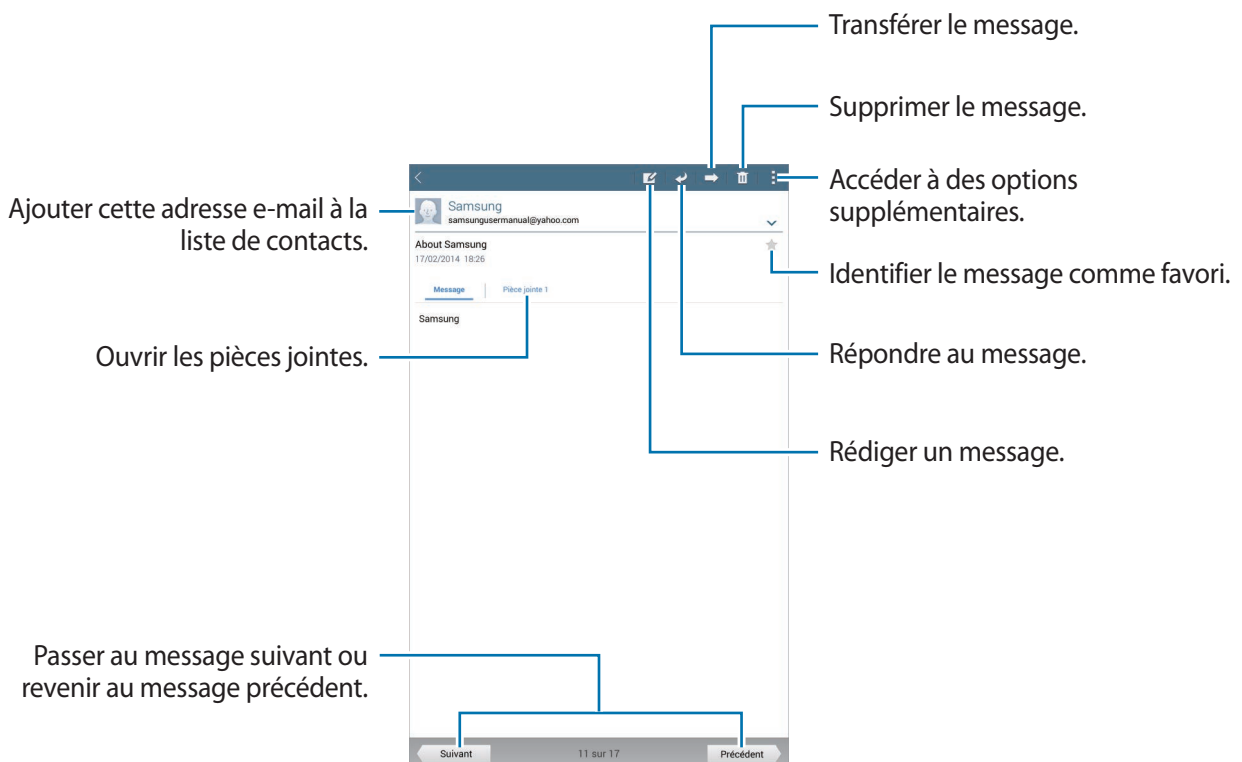 Transférer le message.
Supprimer le message.
Accéder à des options
supplémentaires.
Ajouter cette adresse e-mail à la
liste de contacts.
Samsung
samsungusermanual@yahoo.com
About Samsung
17/02/2014 18:26
Identifier le message comme favori.
Message
Pièce jointe 1
Samsung
Ouvrir les pièces jointes.
Répondre au message.
Rédiger un message.
Passer au message suivant ou
revenir au message précédent.
Suivant
11 sur 17
Précédent